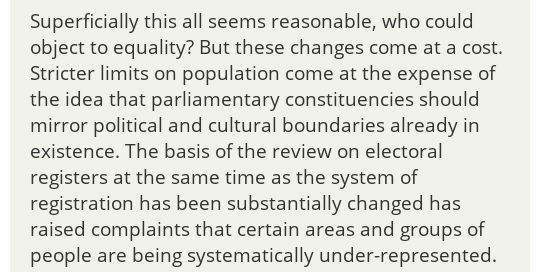 Superficially this all seems reasonable, who could
object to equality? But these changes come at a cost.
Stricter limits on population come at the expense of
the idea that parliamentary constituencies should
mirror political and cultural boundaries already in
existence. The basis of the review on electoral
registers at the same time as the system of
registration has been substantially changed has
raised complaints that certain areas and groups of
people are being systematically under-represented.